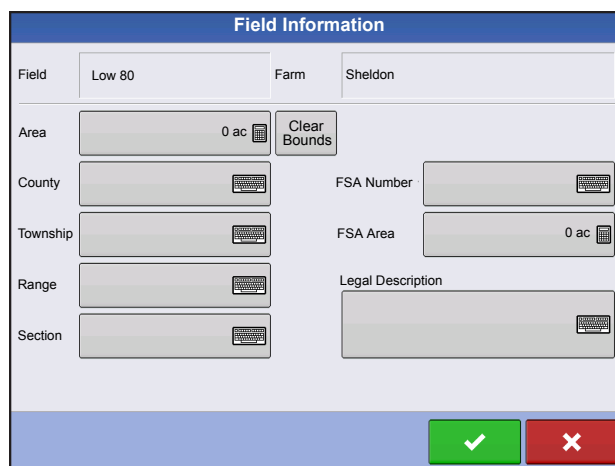 Field Information
Field Low 80 Farm Sheldon
Area 0 ac Clear Bounds
County FSA Number
Township FSA Area 0 ac
Range Legal Description
Section